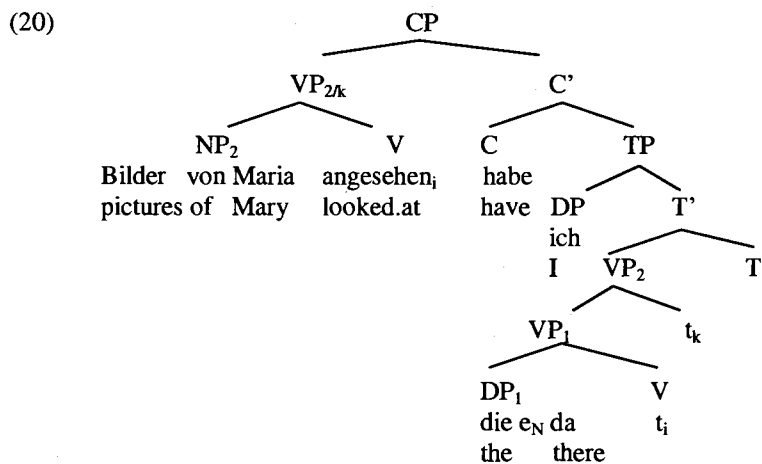 (20) CP
VP₂/ₖ C’
NP₂ V C TP
Bilder von Maria angesehenᵢ habe
pictures of Mary looked.at have DP T’
ich
I VP₂ T
VP₁ tₖ
DP₁ V
die eₙ da tᵢ
the there